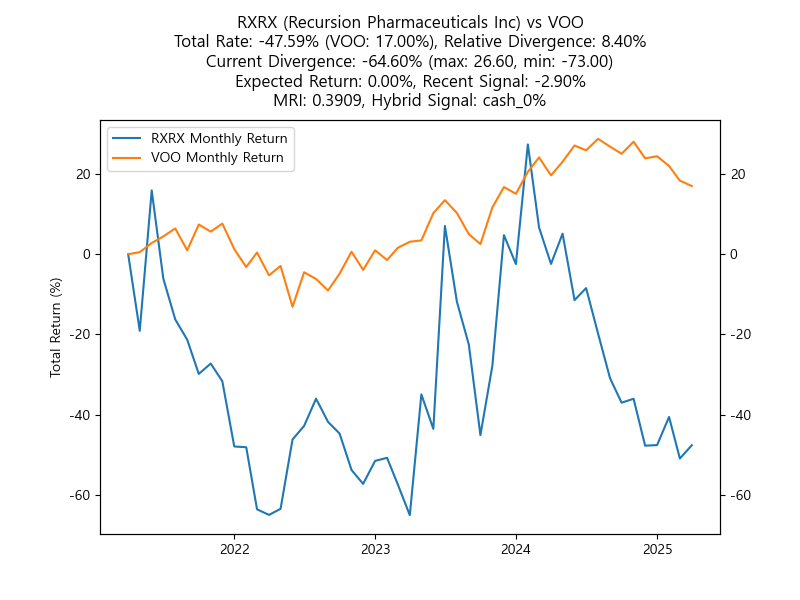 RXRX (Recursion Pharmaceuticals Inc) vs VOO
Total Rate: -47.59% (VOO: 17.00%), Relative Divergence: 8.40%
Current Divergence: -64.60% (max: 26.60, min: -73.00)
Expected Return: 0.00%, Recent Signal: -2.90%
MRI: 0.3909, Hybrid Signal: cash_0%
RXRX Monthly Return
VOO Monthly Return
Total Return (%)
20
0
-20
-40
-60
20
0
-20
-40
-60
2022
2023
2024
2025